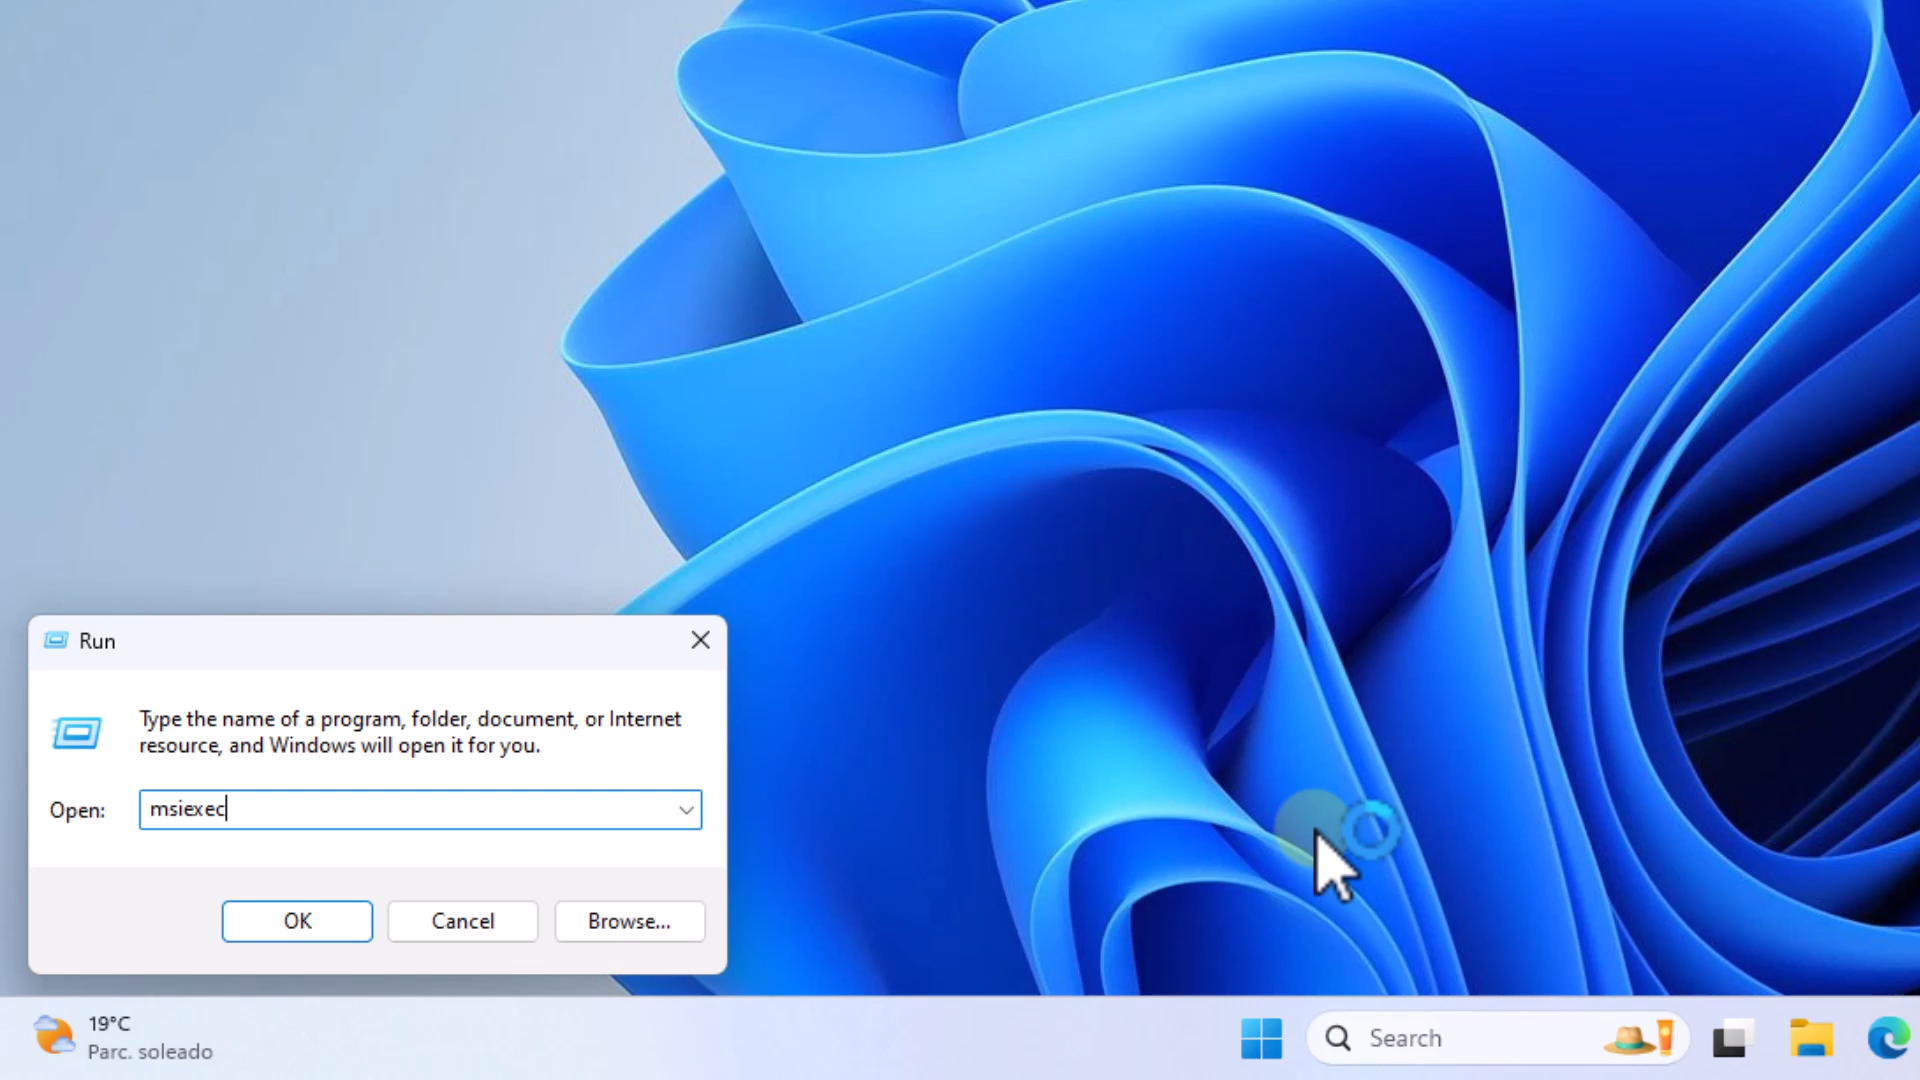 Run
Type the name of a program, folder, document, or Internet
resource, and Windows will open it for you.
Open: msiexec
OK Cancel Browse...
19°C
Parc. soleado
Search